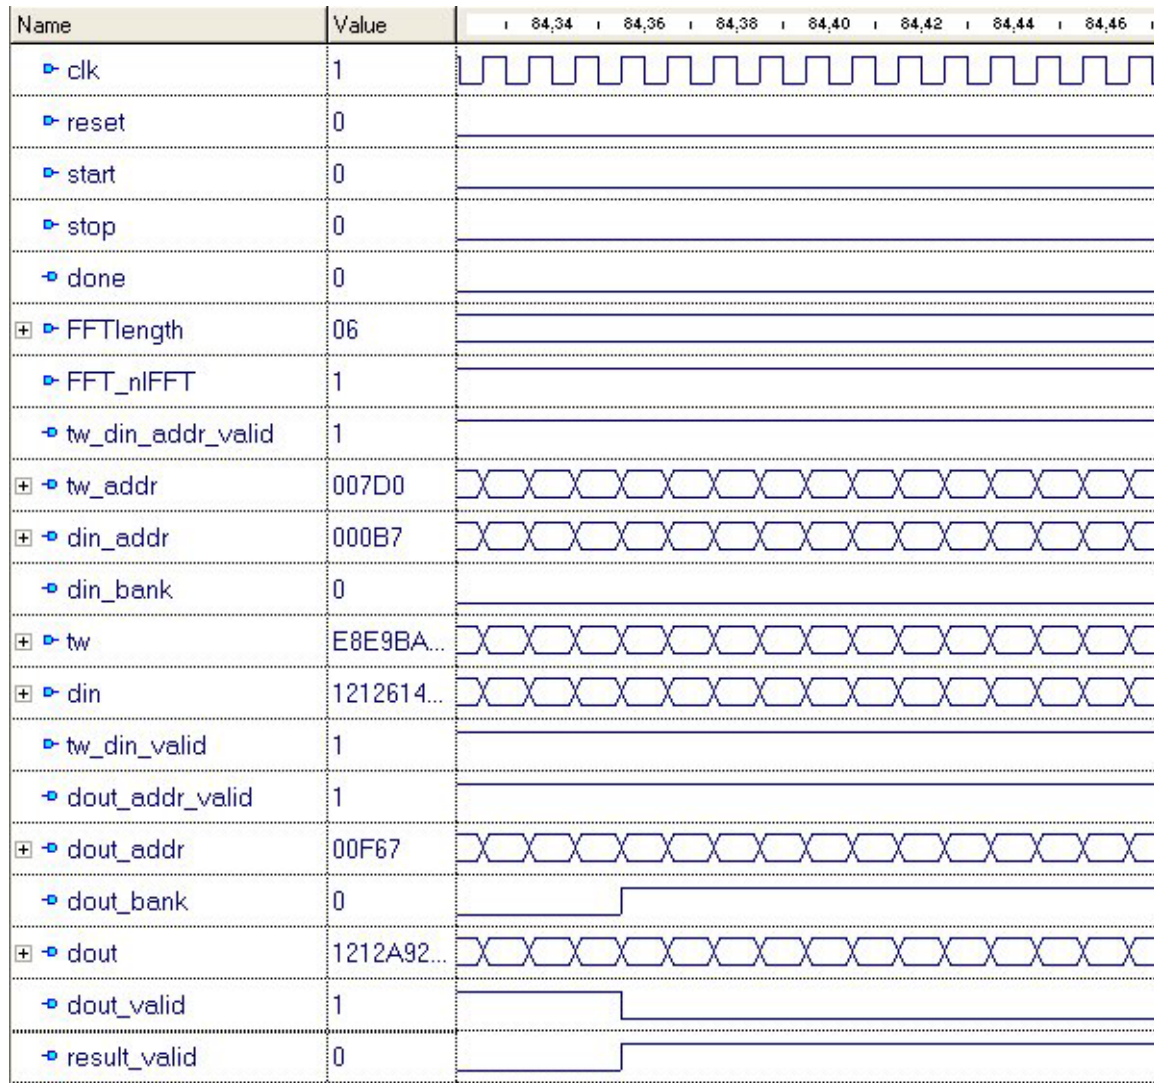 Name Value 84,34 84,36 84,38 84,40 84,42 84,44 84,46
clk 1
reset 0
start 0
stop 0
done 0
FFTlength 06
FFT_nIFFT 1
tw_din_addr_valid 1
tw_addr 007D0
din_addr 000B7
din_bank 0
tw E8E9BA...
din 1212614...
tw_din_valid 1
dout_addr_valid 1
dout_addr 00F67
dout_bank 0
dout 1212A92...
dout_valid 1
result_valid 0